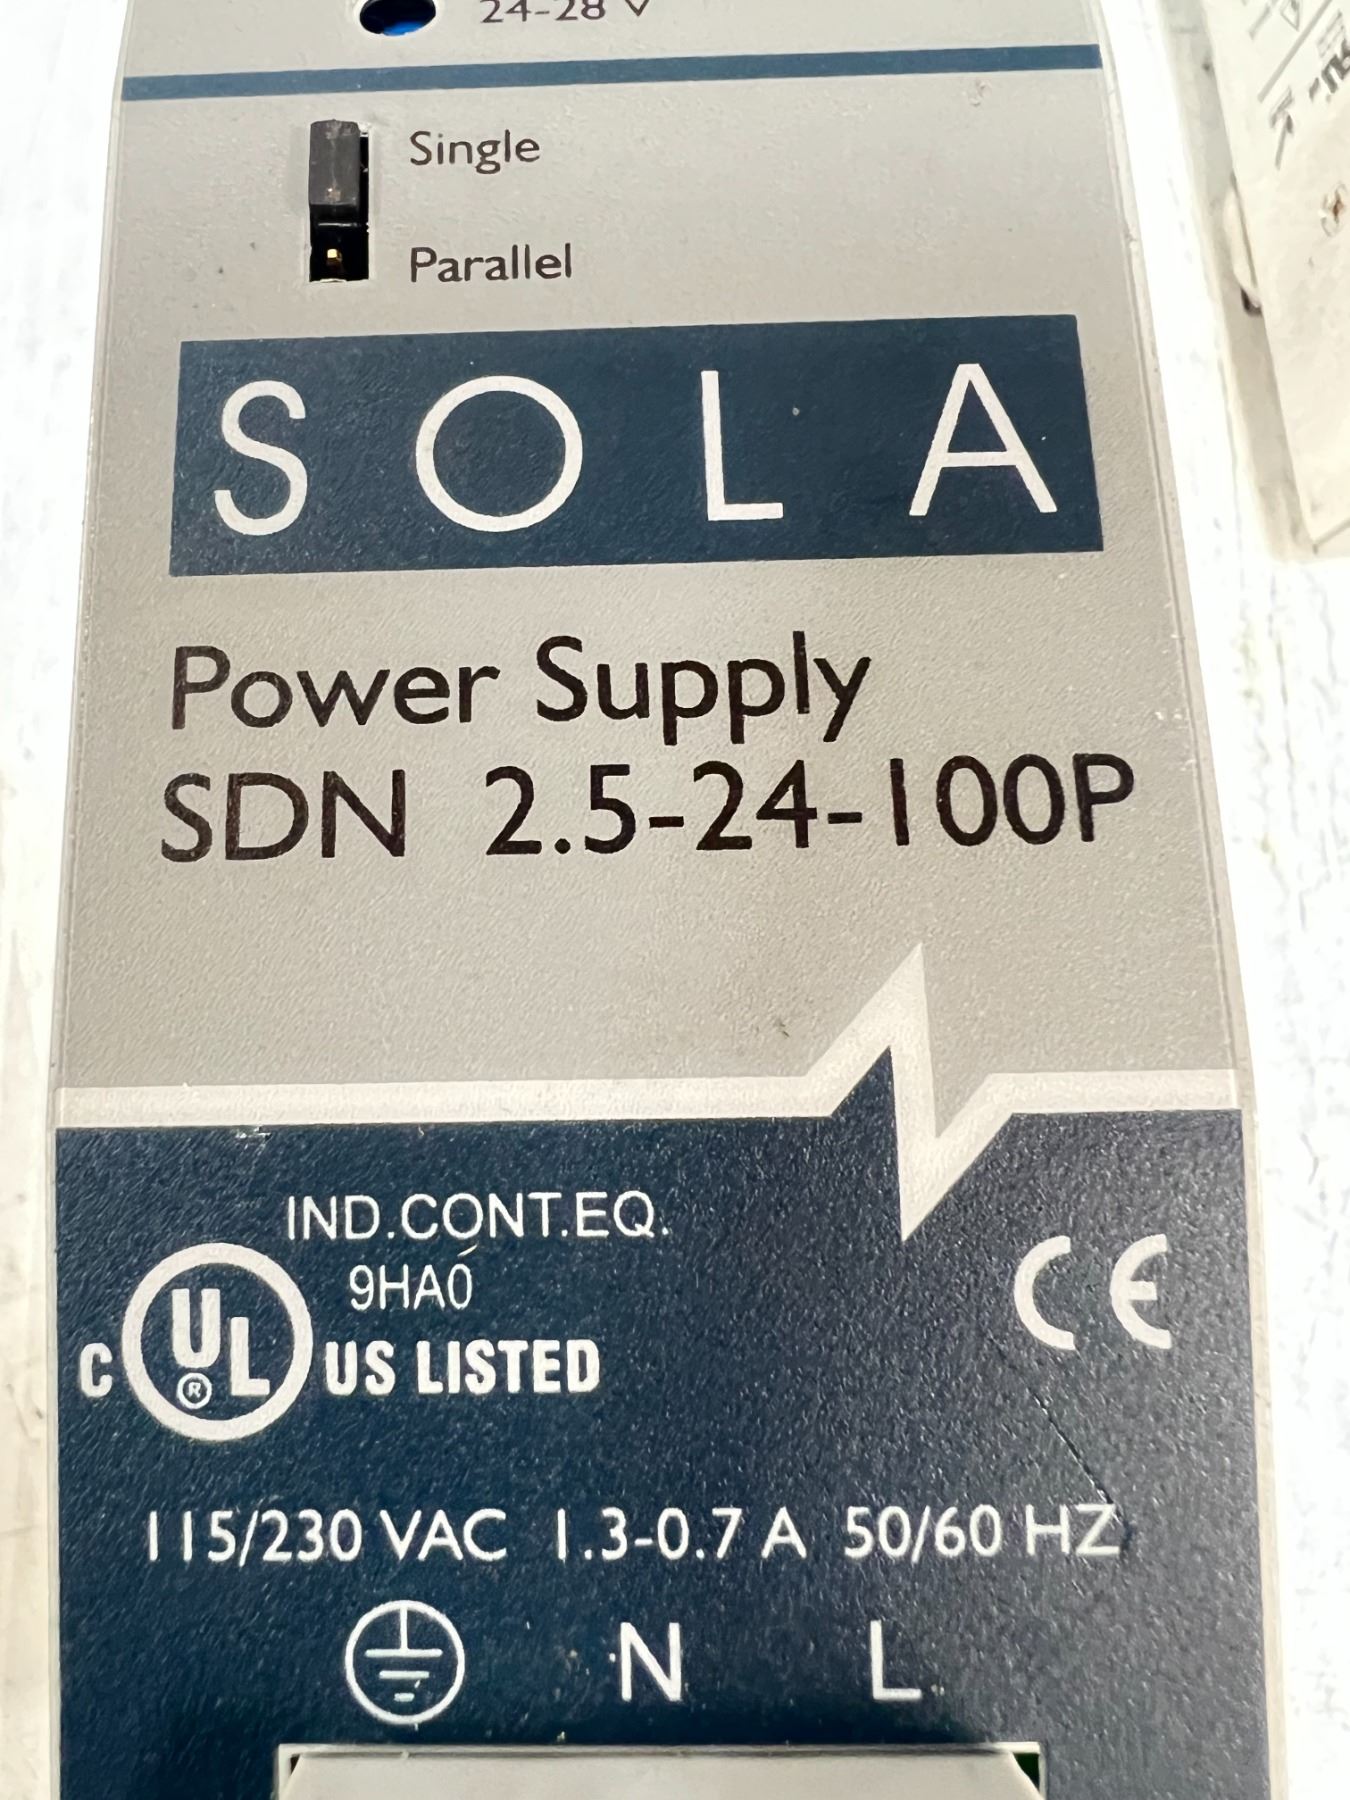 24-28 V
Single
Parallel
SOLA
Power Supply
SDN 2.5-24-100P
IND.CONT.EQ.
9HA0
C UL® US LISTED
CE
115/230 VAC 1.3-0.7 A 50/60 HZ
N L